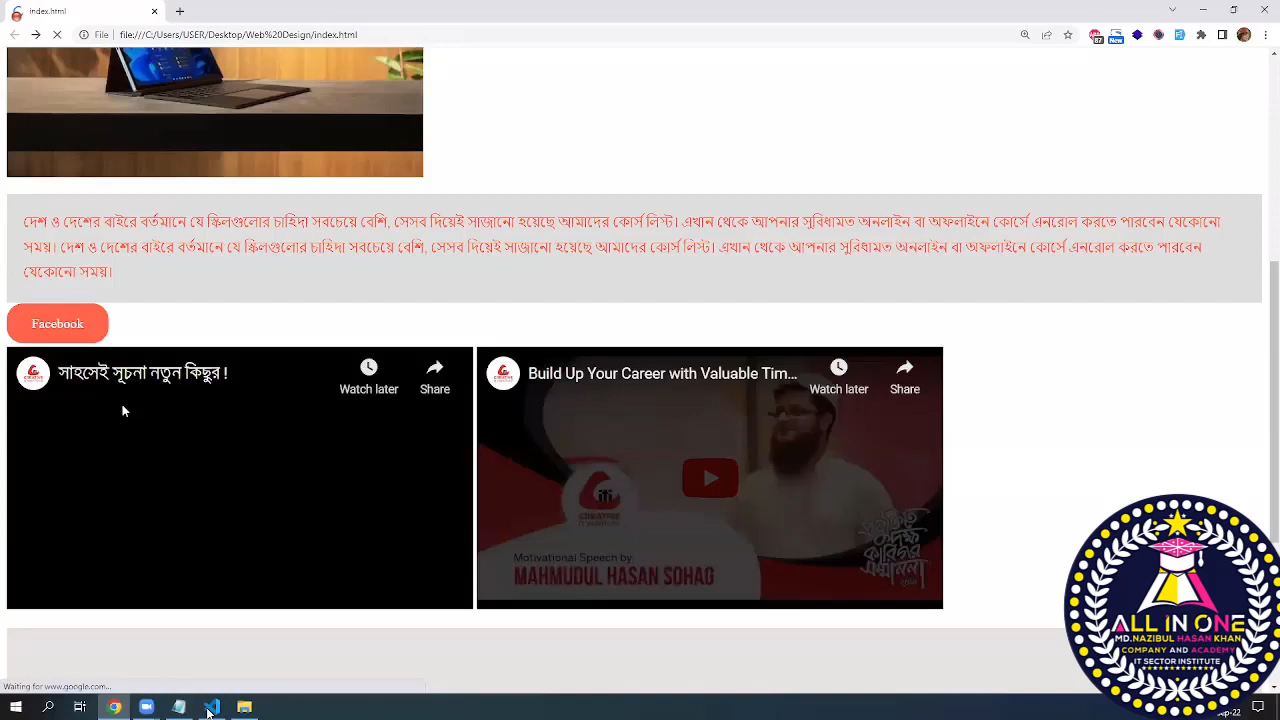 index.html
File
file:///C:/Users/USER/Desktop/Web%20Design/index.html
দেশ ও দেশের বাইরে বর্তমানে যে স্কিলগুলোর চাহিদা সবচেয়ে বেশি, সেসব দিয়েই সাজানো হয়েছে আমাদের কোর্স লিস্ট। এখান থেকে আপনার সুবিধামত অনলাইন বা অফলাইনে কোর্সে এনরোল করতে পারবেন যেকোনো
সময়। দেশ ও দেশের বাইরে বর্তমানে যে স্কিলগুলোর চাহিদা সবচেয়ে বেশি, সেসব দিয়েই সাজানো হয়েছে আমাদের কোর্স লিস্ট। এখান থেকে আপনার সুবিধামত অনলাইন বা অফলাইনে কোর্সে এনরোল করতে পারবেন
যেকোনো সময়।
Facebook
সাহসেই সূচনা নতুন কিছুর!
Watch later
Share
Build Up Your Career with Valuable Tim...
Watch later
Share
CREATIVE
Motivational Speech by:
MAHMUDUL HASAN SOHAG
ALL IN ONE
MD.NAZIBUL HASAN KHAN
COMPANY AND ACADEMY
IT SECTOR INSTITUTE
Waiting for www.google.com...